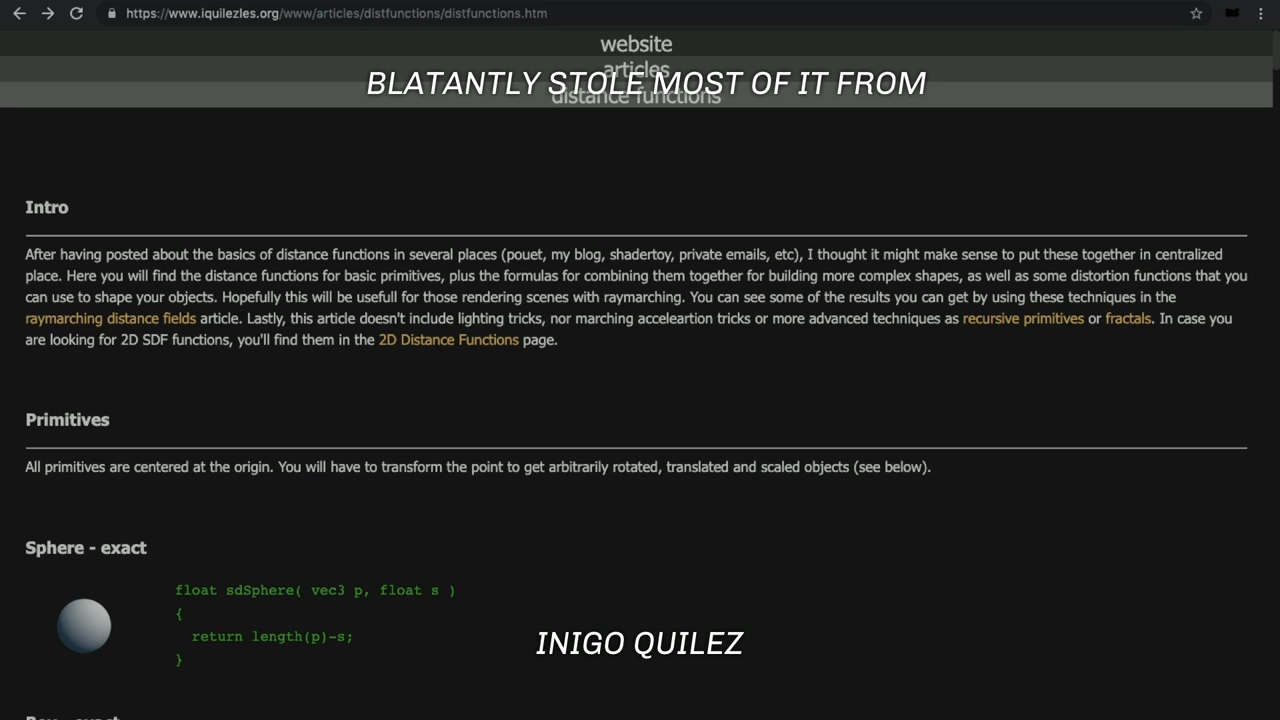 https://www.iquilezles.org/www/articles/distfunctions/distfunctions.htm
website
articles
BLATANTLY STOLE MOST OF IT FROM
distance functions
Intro
After having posted about the basics of distance functions in several places (pouet, my blog, shadertoy, private emails, etc), I thought it might make sense to put these together in centralized
place. Here you will find the distance functions for basic primitives, plus the formulas for combining them together for building more complex shapes, as well as some distortion functions that you
can use to shape your objects. Hopefully this will be usefull for those rendering scenes with raymarching. You can see some of the results you can get by using these techniques in the
raymarching distance fields article. Lastly, this article doesn't include lighting tricks, nor marching acceleartion tricks or more advanced techniques as recursive primitives or fractals. In case you
are looking for 2D SDF functions, you'll find them in the 2D Distance Functions page.
Primitives
All primitives are centered at the origin. You will have to transform the point to get arbitrarily rotated, translated and scaled objects (see below).
Sphere - exact
float sdSphere( vec3 p, float s )
{
return length(p)-s;
}
INIGO QUILEZ